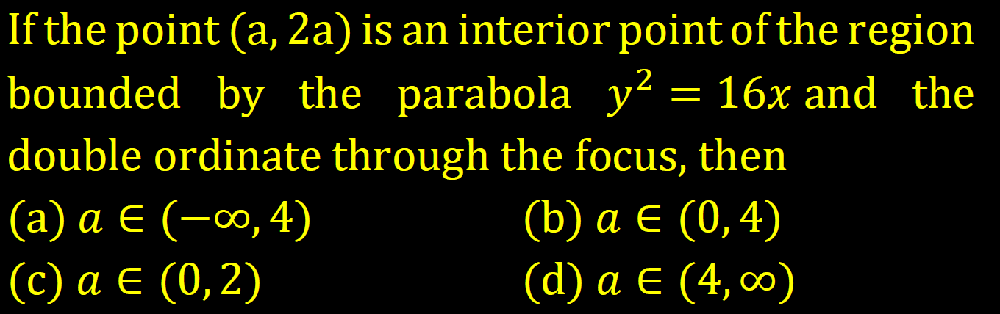 If the point (a, 2a) is an interior point of the region
bounded by the parabola y² = 16x and the
double ordinate through the focus, then
(a) a ∈ (−∞, 4) (b) a ∈ (0, 4)
(c) a ∈ (0, 2) (d) a ∈ (4, ∞)